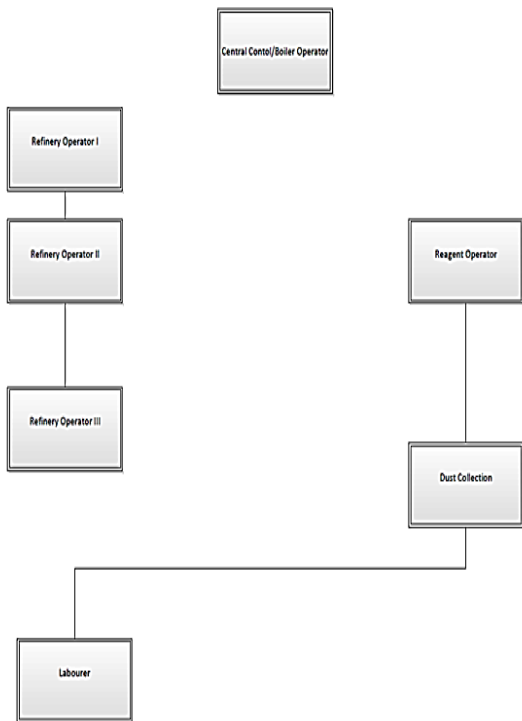 Central Contol/Boiler Operator
Refinery Operator I
Refinery Operator II
Reagent Operator
Refinery Operator III
Dust Collection
Labourer